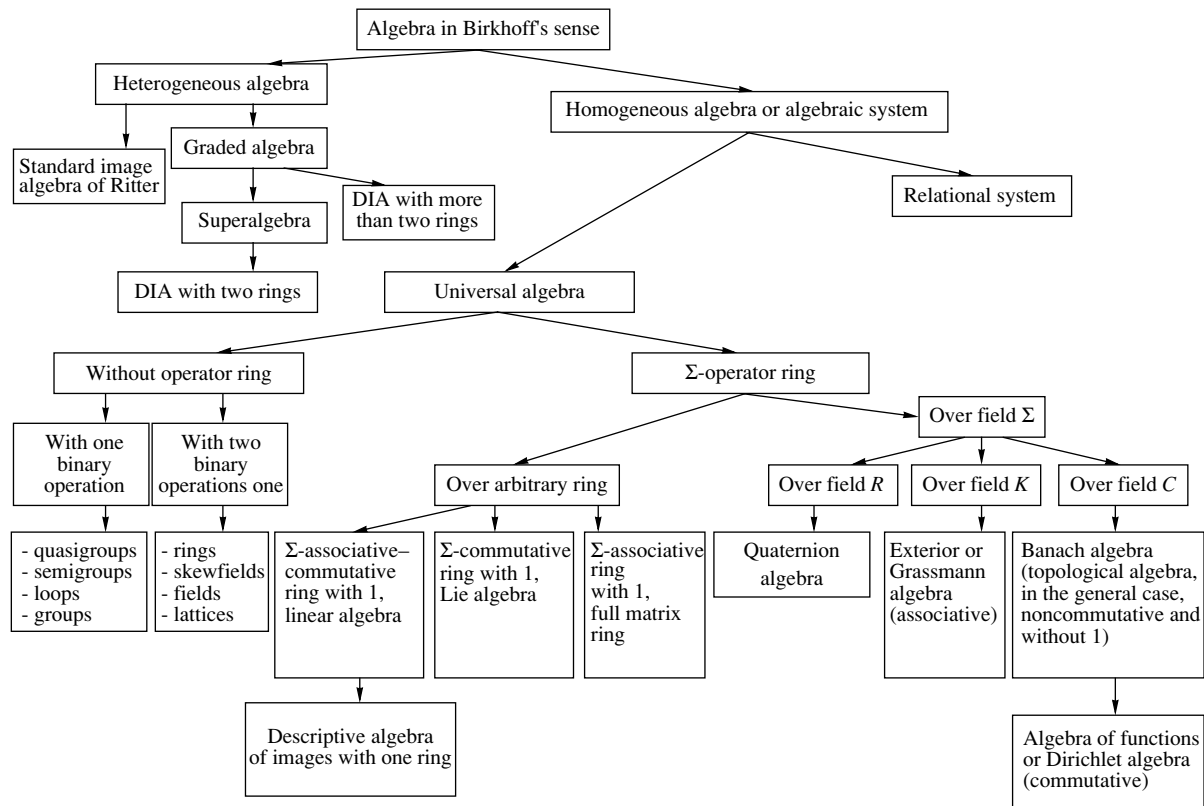 Algebra in Birkhoff's sense
Heterogeneous algebra
Homogeneous algebra or algebraic system
Standard image
algebra of Ritter
Graded algebra
DIA with more
than two rings
Relational system
Superalgebra
DIA with two rings
Universal algebra
Without operator ring
Σ-operator ring
With one
binary
operation
With two
binary
operations one
Over field Σ
Over arbitrary ring
Over field R
Over field K
Over field C
- quasigroups
- semigroups
- loops
- groups
- rings
- skewfields
- fields
- lattices
Σ-associative–
commutative
ring with 1,
linear algebra
Σ-commutative
ring with 1,
Lie algebra
Σ-associative
ring
with 1,
full matrix
ring
Quaternion
algebra
Exterior or
Grassmann
algebra
(associative)
Banach algebra
(topological algebra,
in the general case,
noncommutative and
without 1)
Descriptive algebra
of images with one ring
Algebra of functions
or Dirichlet algebra
(commutative)